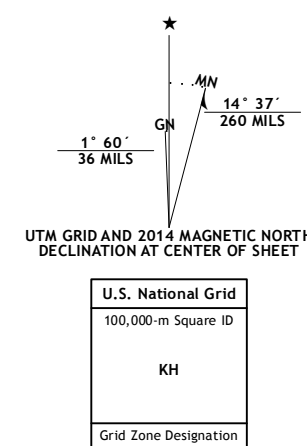 ★
MN
GN
14° 37´
260 MILS
1° 60´
36 MILS
UTM GRID AND 2014 MAGNETIC NORTH
DECLINATION AT CENTER OF SHEET
U.S. National Grid
100,000-m Square ID
KH
Grid Zone Designation